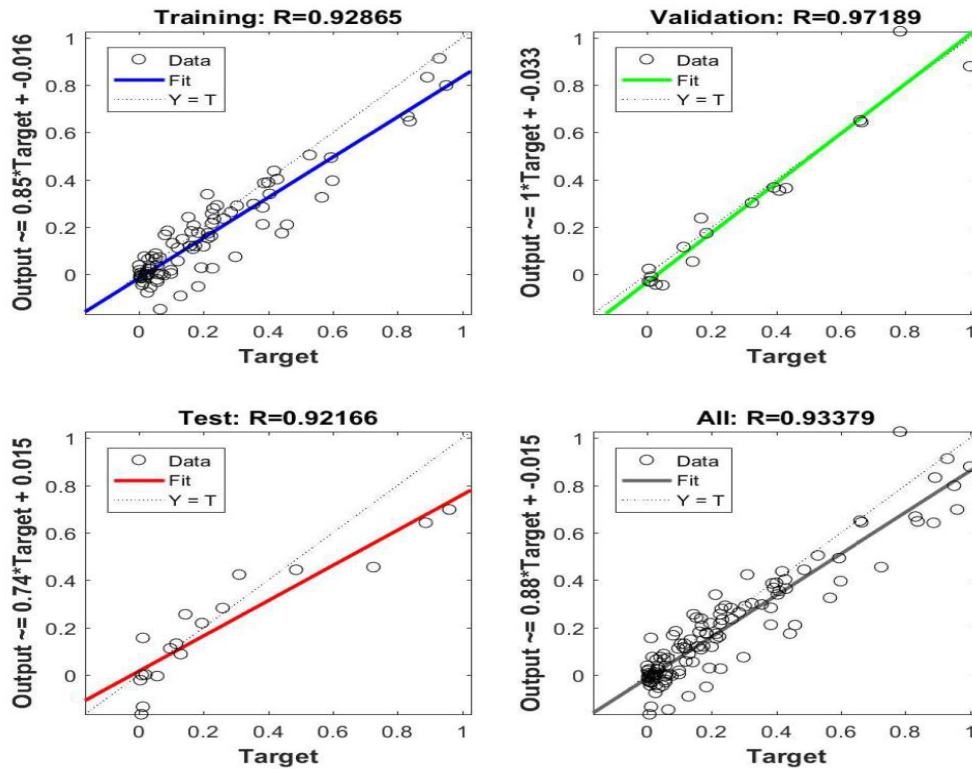 Training: R=0.92865
Output ~= 0.85*Target + -0.016
1
0.8
0.6
0.4
0.2
0
Data
Fit
Y = T
0
0.2
0.4
0.6
0.8
1
Target
Validation: R=0.97189
Output ~= 1*Target + -0.033
1
0.8
0.6
0.4
0.2
0
Data
Fit
Y = T
0
0.2
0.4
0.6
0.8
1
Target
Test: R=0.92166
Output ~= 0.74*Target + 0.015
1
0.8
0.6
0.4
0.2
0
Data
Fit
Y = T
0
0.2
0.4
0.6
0.8
1
Target
All: R=0.93379
Output ~= 0.88*Target + -0.015
1
0.8
0.6
0.4
0.2
0
Data
Fit
Y = T
0
0.2
0.4
0.6
0.8
1
Target